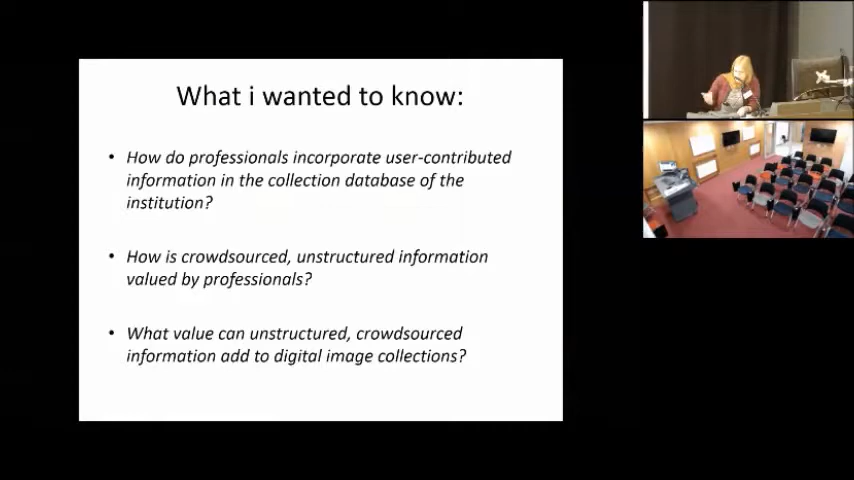 What i wanted to know:
• How do professionals incorporate user-contributed
information in the collection database of the
institution?
• How is crowdsourced, unstructured information
valued by professionals?
• What value can unstructured, crowdsourced
information add to digital image collections?